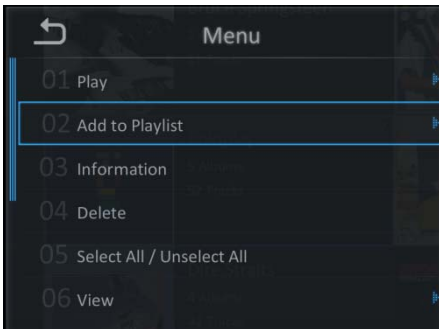 Menu
01 Play
02 Add to Playlist
03 Information
04 Delete
05 Select All / Unselect All
06 View